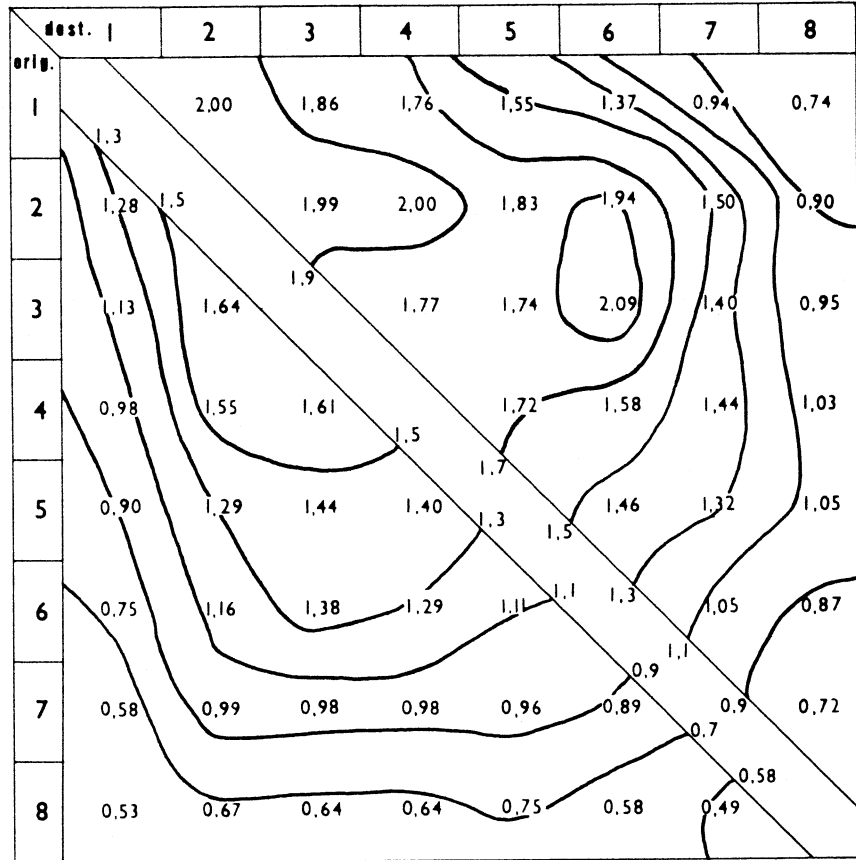 dest. 1 2 3 4 5 6 7 8
orig.
1 2,00 1,86 1,76 1,55 1,37 0,94 0,74
1,3
2 1,28 1,5 1,99 2,00 1,83 1,94 1,50 0,90
1,9
3 1,13 1,64 1,77 1,74 2.09 1,40 0,95
4 0,98 1,55 1,61 1,5 1,72 1,58 1,44 1,03
1,7
5 0,90 1,29 1,44 1,40 1,3 1,5 1,46 1,32 1,05
6 0,75 1,16 1,38 1,29 1,11 1,1 1,3 1,05 0,87
0,9 1,1
7 0,58 0,99 0,98 0,98 0,96 0,89 0,9 0,72
0,7
0,58
8 0,53 0.67 0,64 0,64 0,75 0,58 0,49